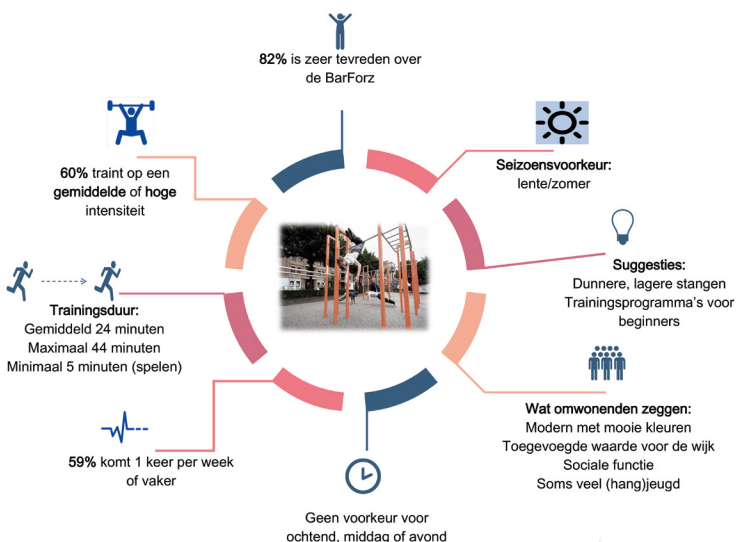 82% is zeer tevreden over
de BarForz
Seizoensvoorkeur:
lente/zomer
Suggesties:
Dunnere, lagere stangen
Trainingsprogramma's voor
beginners
Wat omwonenden zeggen:
Modern met mooie kleuren
Toegevoegde waarde voor de wijk
Sociale functie
Soms veel (hang)jeugd
Geen voorkeur voor
ochtend, middag of avond
59% komt 1 keer per week
of vaker
Trainingsduur:
Gemiddeld 24 minuten
Maximaal 44 minuten
Minimaal 5 minuten (spelen)
60% traint op een
gemiddelde of hoge
intensiteit